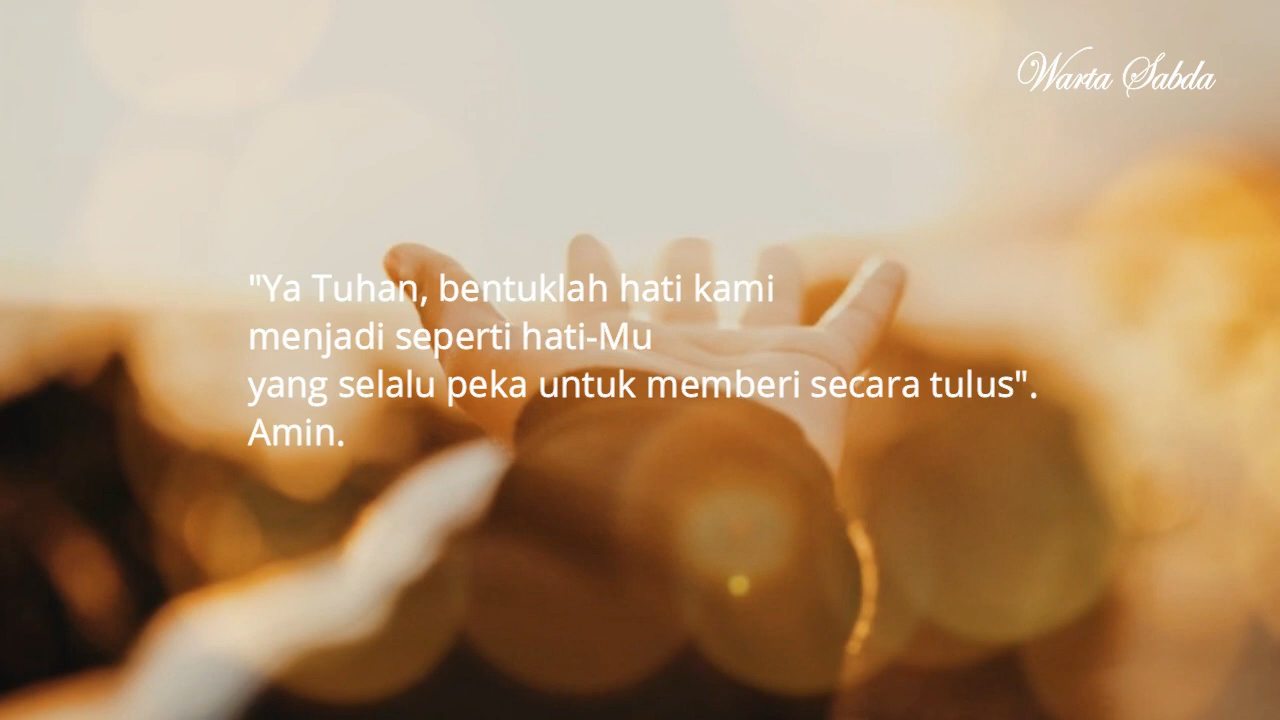 Warta Sabda
"Ya Tuhan, bentuklah hati kami
menjadi seperti hati-Mu
yang selalu peka untuk memberi secara tulus".
Amin.